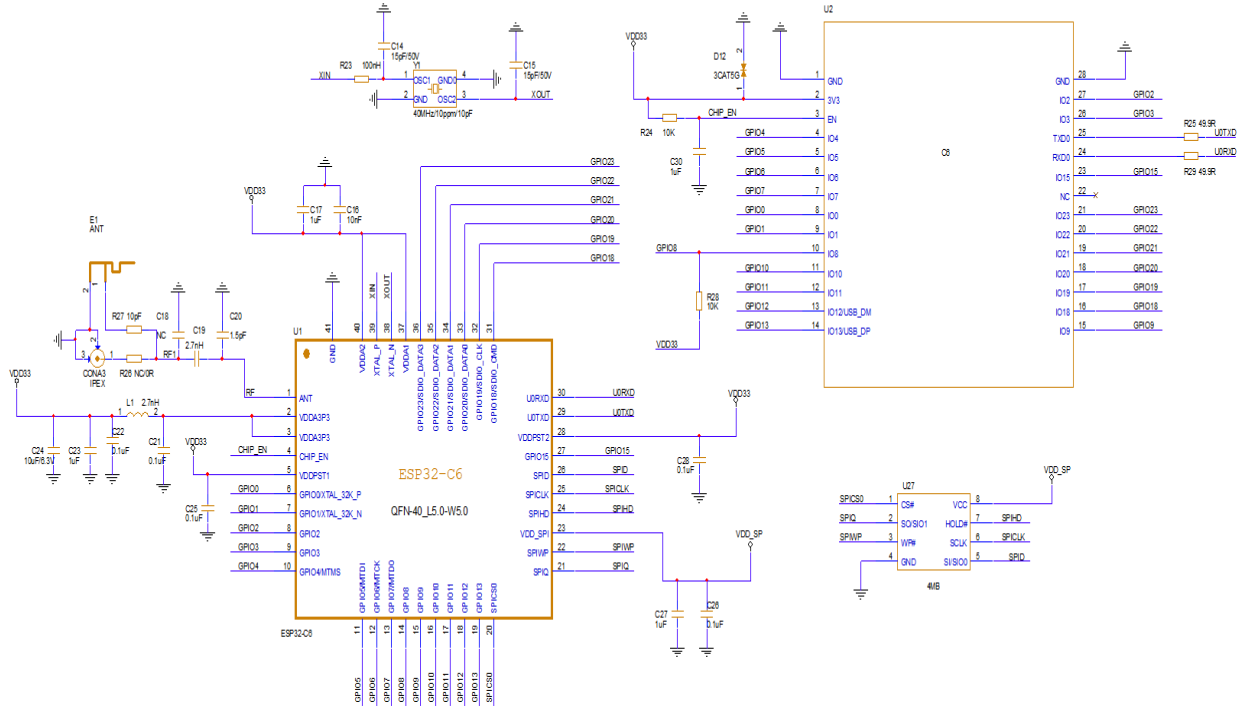 C14
15pF/50V
R23 100nH
XIN
Y1
1 OSC1 GND0 4
2 GND OSC2 3
40MHz/10ppm/10pF
C15
15pF/50V
XOUT
U2
VDD33
D12
3CAT5G
2
1
CHIP_EN
R24 10K
C30
1uF
GPIO4
GPIO5
GPIO6
GPIO7
GPIO0
GPIO1
GPIO8
GPIO10
GPIO11
GPIO12
GPIO13
R28
10K
VDD33
C6
1 GND
2 3V3
3 EN
4 IO4
5 IO5
6 IO6
7 IO7
8 IO0
9 IO1
10 IO8
11 IO10
12 IO11
13 IO12/USB_DM
14 IO13/USB_DP
GND 28
IO2 27 GPIO2
IO3 26 GPIO3
TXD0 25 R25 49.9R U0TXD
RXD0 24 R29 49.9R U0RXD
IO15 23 GPIO15
NC 22
IO23 21 GPIO23
IO22 20 GPIO22
IO21 19 GPIO21
IO20 18 GPIO20
IO19 17 GPIO19
IO18 16 GPIO18
IO9 15 GPIO9
GPIO23
GPIO22
GPIO21
GPIO20
GPIO19
GPIO18
VDD33
C17
1uF
C16
10nF
XIN
XOUT
E1
ANT
2
1
R27 10pF
C18
NC
C19
2.7nH
C20
1.5pF
RF1
2
3
1
CONA3
IPEX
R26 NC/0R
RF
VDD33
L1 2.7nH
1 2
C24
10uF/6.3V
C23
1uF
C22
0.1uF
C21
0.1uF
VDD33
CHIP_EN
C25
0.1uF
GPIO0
GPIO1
GPIO2
GPIO3
GPIO4
U1
41 GND
40 VDDA2
39 XTAL_P
38 XTAL_N
37 VDDA1
36 GPIO23/SDIO_DATA3
35 GPIO22/SDIO_DATA2
34 GPIO21/SDIO_DATA1
33 GPIO20/SDIO_DATA0
32 GPIO19/SDIO_CLK
31 GPIO18/SDIO_CMD
1 ANT
2 VDDA3P3
3 VDDA3P3
4 CHIP_EN
5 VDDPST1
6 GPIO0/XTAL_32K_P
7 GPIO1/XTAL_32K_N
8 GPIO2
9 GPIO3
10 GPIO4/MTMS
ESP32-C6
QFN-40_L5.0-W5.0
U0RXD 30 U0RXD
U0TXD 29 U0TXD
VDDPST2 28
GPIO15 27 GPIO15
SPID 26 SPID
SPICLK 25 SPICLK
SPIHD 24 SPIHD
VDD_SPI 23
SPIWP 22 SPIWP
SPIQ 21 SPIQ
GPIO5/MTDI 11 GPIO5
GPIO6/MTCK 12 GPIO6
GPIO7/MTDO 13 GPIO7
GPIO8 14 GPIO8
GPIO9 15 GPIO9
GPIO10 16 GPIO10
GPIO11 17 GPIO11
GPIO12 18 GPIO12
GPIO13 19 GPIO13
SPICS0 20 SPICS0
ESP32-C6
VDD33
C28
0.1uF
VDD_SP
C27
1uF
C26
0.1uF
U27
VDD_SP
SPICS0 1 CS# VCC 8
SPIQ 2 SO/SIO1 HOLD# 7 SPIHD
SPIWP 3 WP# SCLK 6 SPICLK
4 GND SI/SIO0 5 SPID
4MB